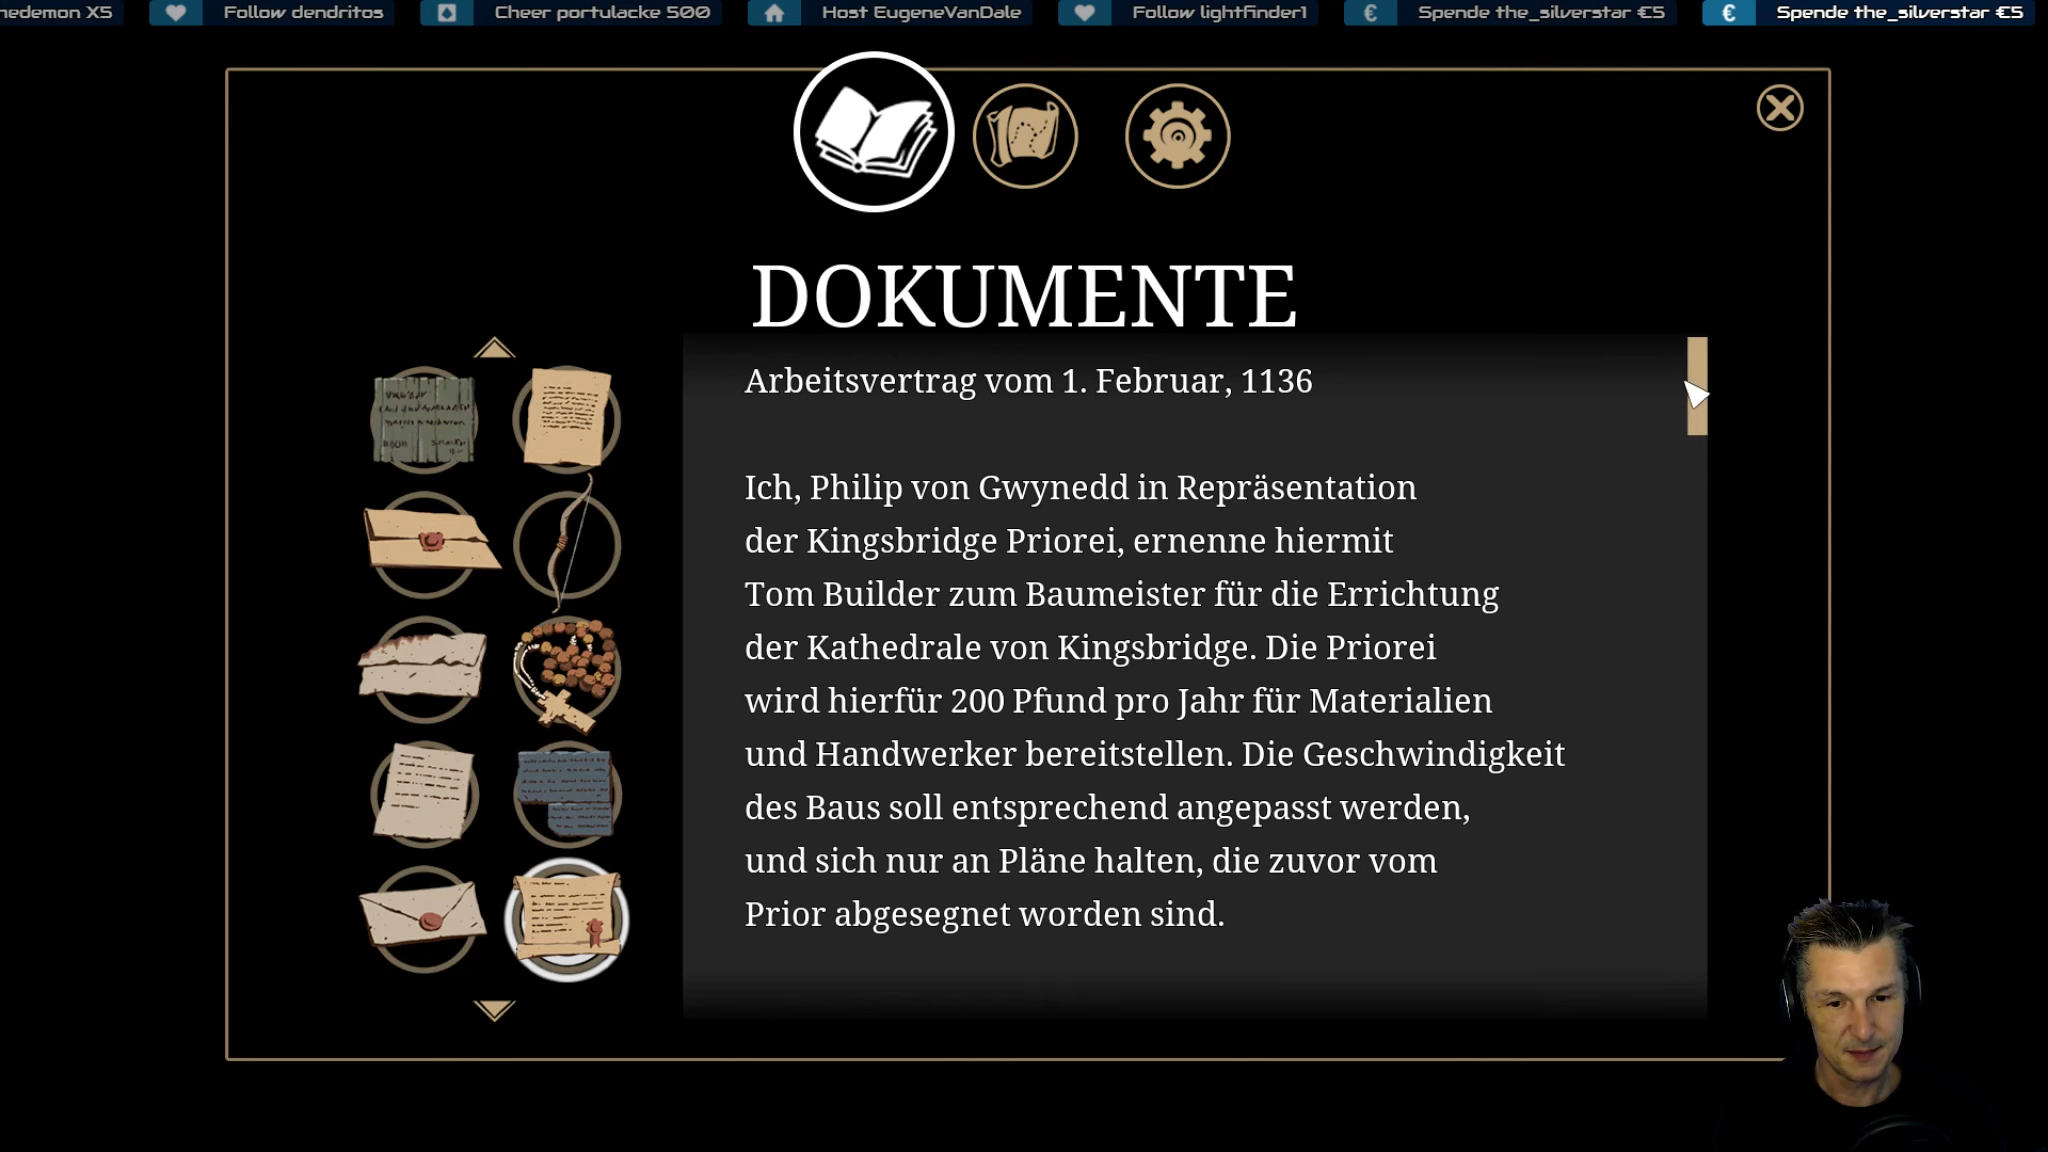 nedemon X5 Follow dendritos Cheer portulacke 500 Host EugeneVanDale Follow lightfinder1 Spende the_silverstar €5 Spende the_silverstar €5
DOKUMENTE
Arbeitsvertrag vom 1. Februar, 1136
Ich, Philip von Gwynedd in Repräsentation
der Kingsbridge Priorei, ernenne hiermit
Tom Builder zum Baumeister für die Errichtung
der Kathedrale von Kingsbridge. Die Priorei
wird hierfür 200 Pfund pro Jahr für Materialien
und Handwerker bereitstellen. Die Geschwindigkeit
des Baus soll entsprechend angepasst werden,
und sich nur an Pläne halten, die zuvor vom
Prior abgesegnet worden sind.